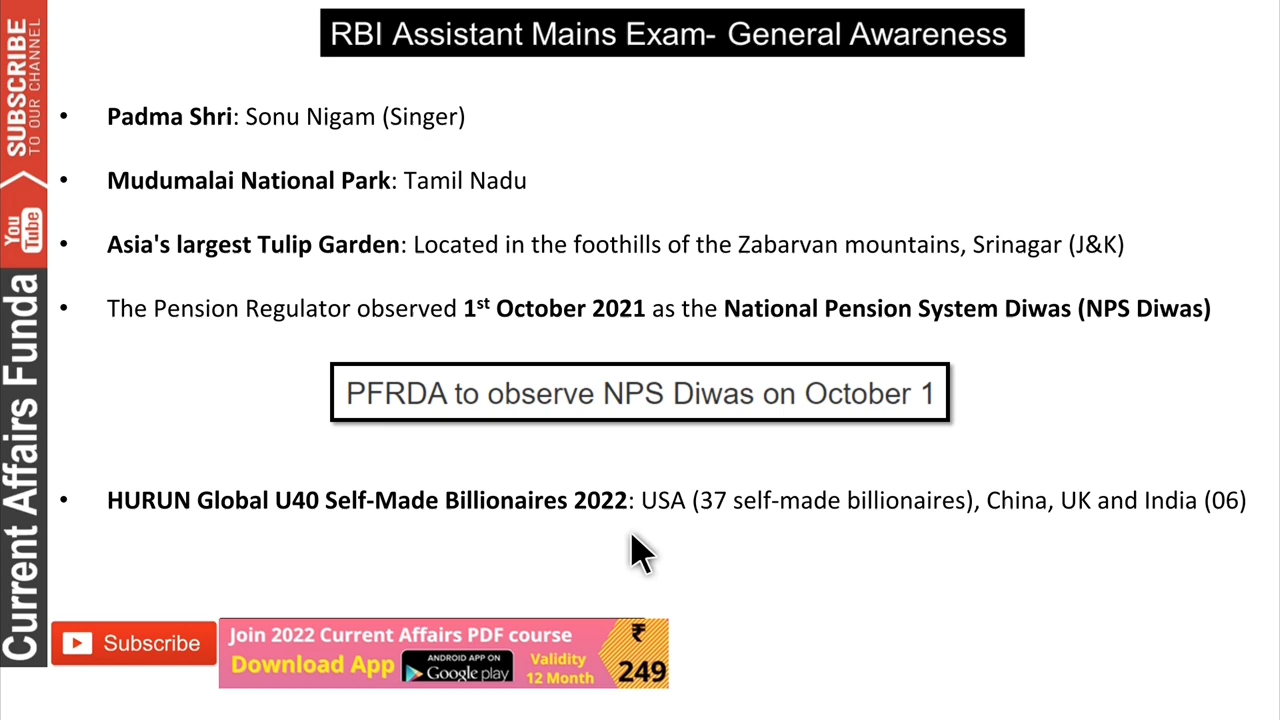 RBI Assistant Mains Exam- General Awareness
• Padma Shri: Sonu Nigam (Singer)
• Mudumalai National Park: Tamil Nadu
• Asia's largest Tulip Garden: Located in the foothills of the Zabarvan mountains, Srinagar (J&K)
• The Pension Regulator observed 1st October 2021 as the National Pension System Diwas (NPS Diwas)
PFRDA to observe NPS Diwas on October 1
• HURUN Global U40 Self-Made Billionaires 2022: USA (37 self-made billionaires), China, UK and India (06)
SUBSCRIBE
TO OUR CHANNEL
You
Tube
Current Affairs Funda
Subscribe
Join 2022 Current Affairs PDF course
Download App
ANDROID APP ON
Google play
Validity
12 Month
₹
249